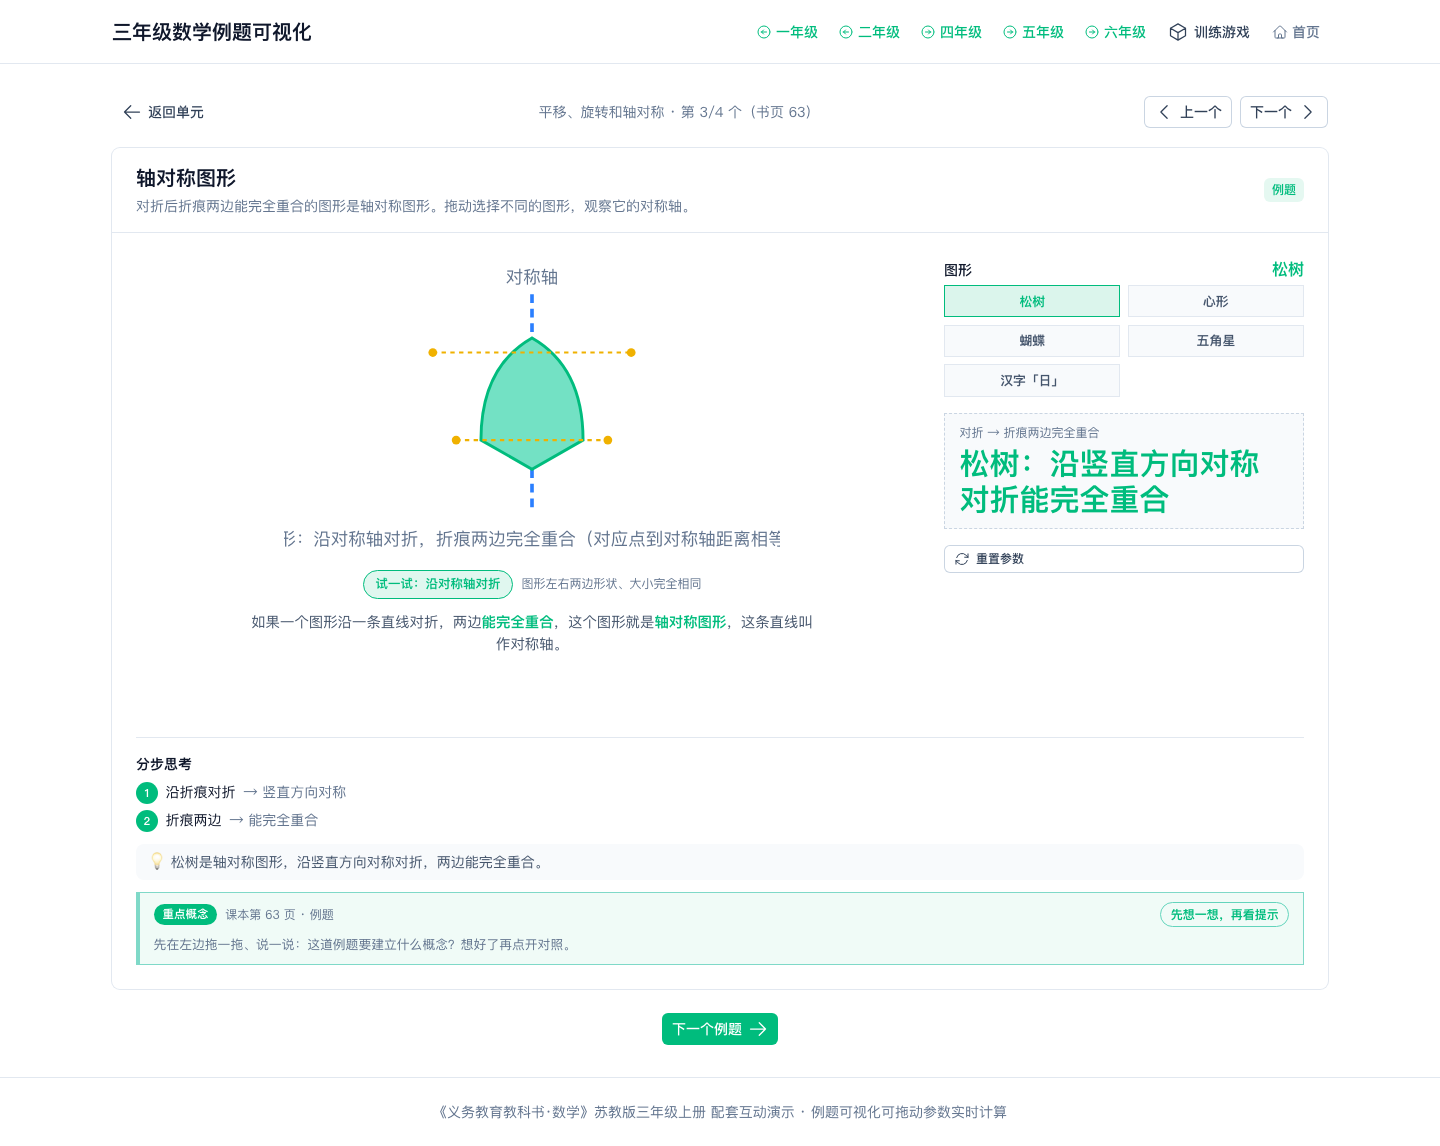 三年级数学例题可视化
一年级 二年级 四年级 五年级 六年级 训练游戏 首页
返回单元
平移、旋转和轴对称 · 第 3/4 个（书页 63）
上一个 下一个
轴对称图形
对折后折痕两边能完全重合的图形是轴对称图形。拖动选择不同的图形，观察它的对称轴。
例题
对称轴
形：沿对称轴对折，折痕两边完全重合（对应点到对称轴距离相等
试一试：沿对称轴对折 图形左右两边形状、大小完全相同
如果一个图形沿一条直线对折，两边能完全重合，这个图形就是轴对称图形，这条直线叫
作对称轴。
图形 松树
松树 心形
蝴蝶 五角星
汉字「日」
对折 → 折痕两边完全重合
松树：沿竖直方向对称
对折能完全重合
重置参数
分步思考
1 沿折痕对折 → 竖直方向对称
2 折痕两边 → 能完全重合
松树是轴对称图形，沿竖直方向对称对折，两边能完全重合。
重点概念 课本第 63 页 · 例题 先想一想，再看提示
先在左边拖一拖、说一说：这道例题要建立什么概念？想好了再点开对照。
下一个例题
《义务教育教科书·数学》苏教版三年级上册 配套互动演示 · 例题可视化可拖动参数实时计算